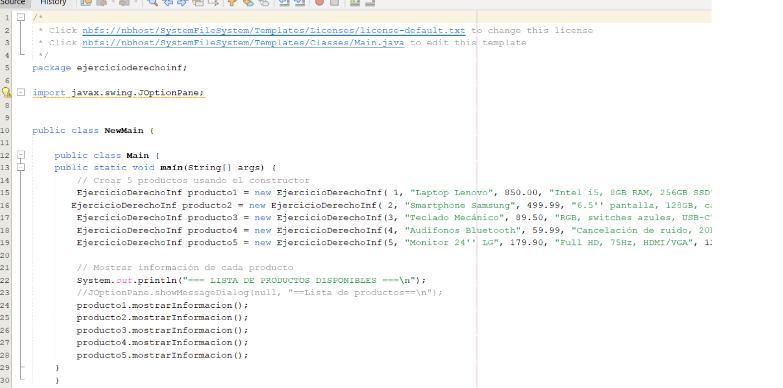 Source History
1 /*
2 * Click nbfs://nbhost/SystemFileSystem/Templates/Licenses/license-default.txt to change this license
3 * Click nbfs://nbhost/SystemFileSystem/Templates/Classes/Main.java to edit this template
4 */
5 package ejercicioderechoinf;
6
import javax.swing.JOptionPane;
8
9
10 public class NewMain {
11
12 public class Main {
13 public static void main(String[] args) {
14 // Crear 5 productos usando el constructor
15 EjercicioDerechoInf producto1 = new EjercicioDerechoInf( 1, "Laptop Lenovo", 850.00, "Intel i5, 8GB RAM, 256GB SSD
16 EjercicioDerechoInf producto2 = new EjercicioDerechoInf( 2, "Smartphone Samsung", 499.99, "6.5'' pantalla, 128GB,
17 EjercicioDerechoInf producto3 = new EjercicioDerechoInf(3, "Teclado Mecánico", 89.50, "RGB, switches azules, USB-C
18 EjercicioDerechoInf producto4 = new EjercicioDerechoInf(4, "Audífonos Bluetooth", 59.99, "Cancelación de ruido,
19 EjercicioDerechoInf producto5 = new EjercicioDerechoInf(5, "Monitor 24'' LG", 179.90, "Full HD, 75Hz, HDMI/VGA",
20
21 // Mostrar información de cada producto
22 System.out.println("=== LISTA DE PRODUCTOS DISPONIBLES ===\n");
23 //JOptionPane.showMessageDialog(null, "==Lista de productos==\n");
24 producto1.mostrarInformacion();
25 producto2.mostrarInformacion();
26 producto3.mostrarInformacion();
27 producto4.mostrarInformacion();
28 producto5.mostrarInformacion();
29 }
30 }